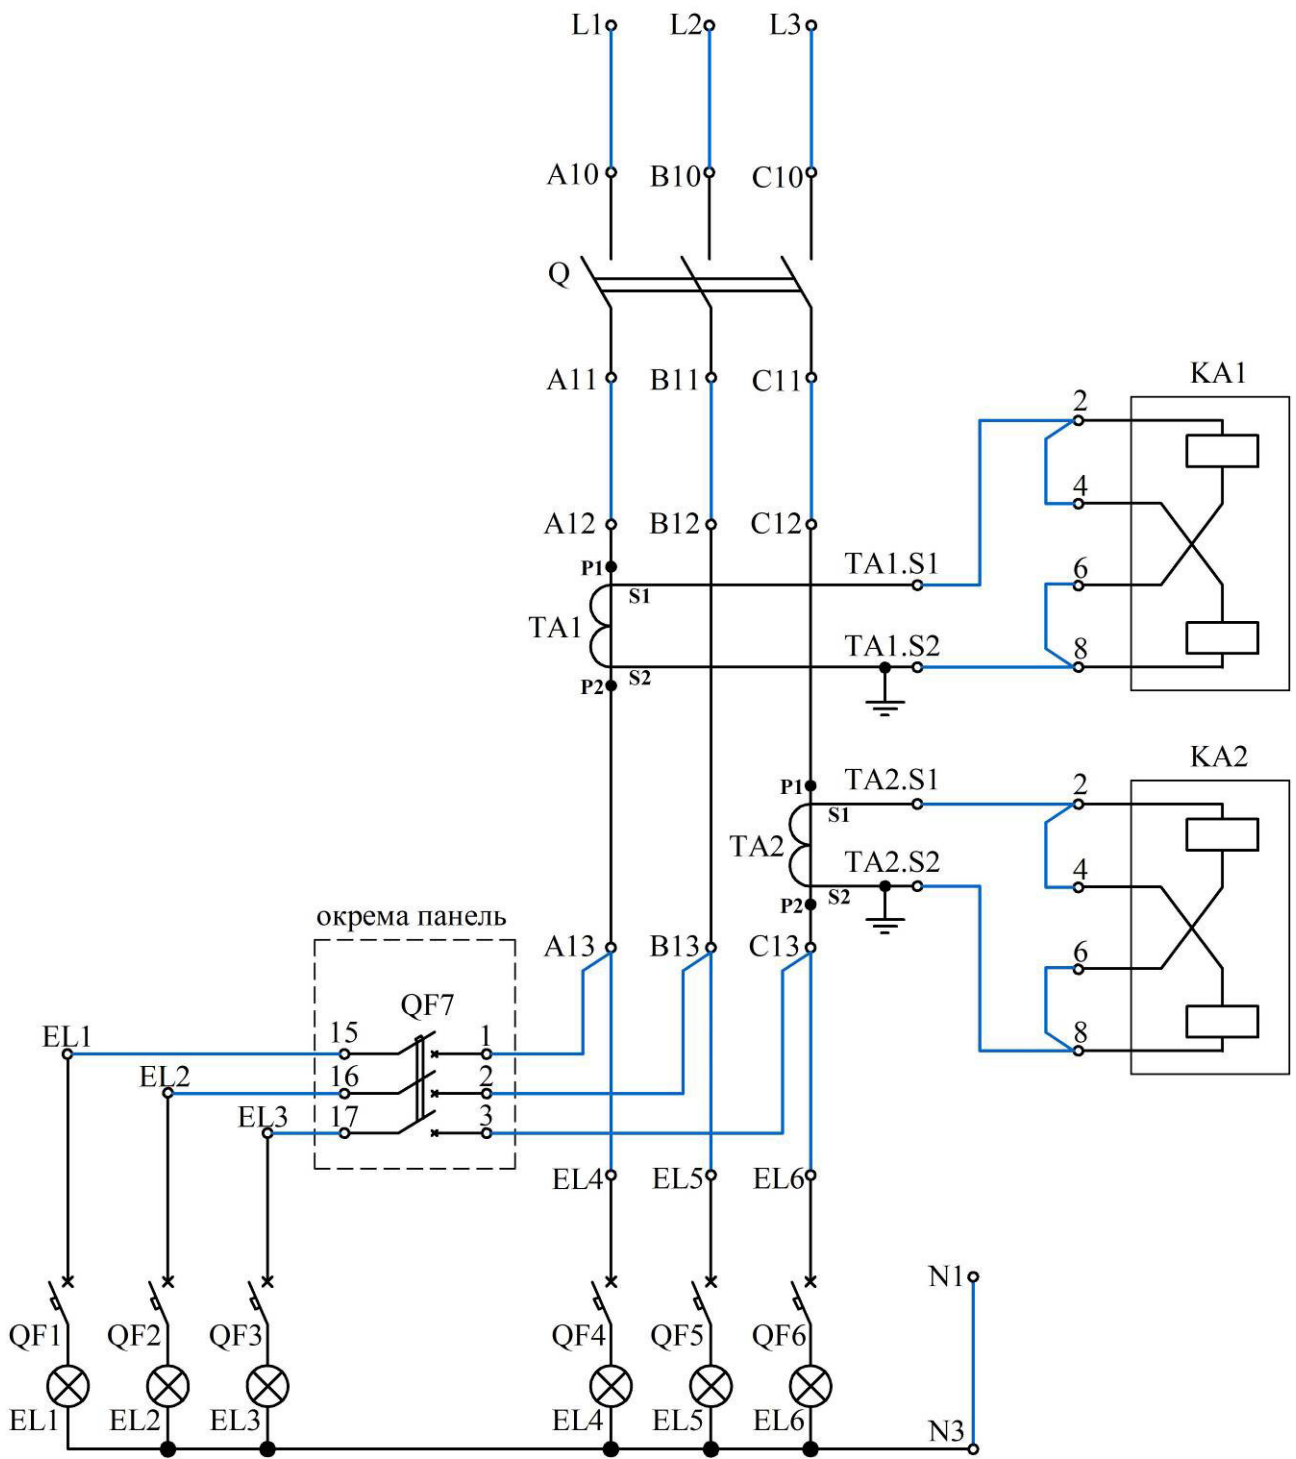 L1 L2 L3
A10 B10 C10
Q
A11 B11 C11
KA1
2
4
A12 B12 C12
P1 TA1.S1 6
S1
TA1
TA1.S2 8
P2 S2
KA2
P1 TA2.S1 2
S1
TA2 TA2.S2 4
P2 S2
окрема панель A13 B13 C13 6
QF7
EL1 15 1 8
EL2 16 2
EL3 17 3
EL4 EL5 EL6
N1
QF1 QF2 QF3 QF4 QF5 QF6
EL1 EL2 EL3 EL4 EL5 EL6 N3